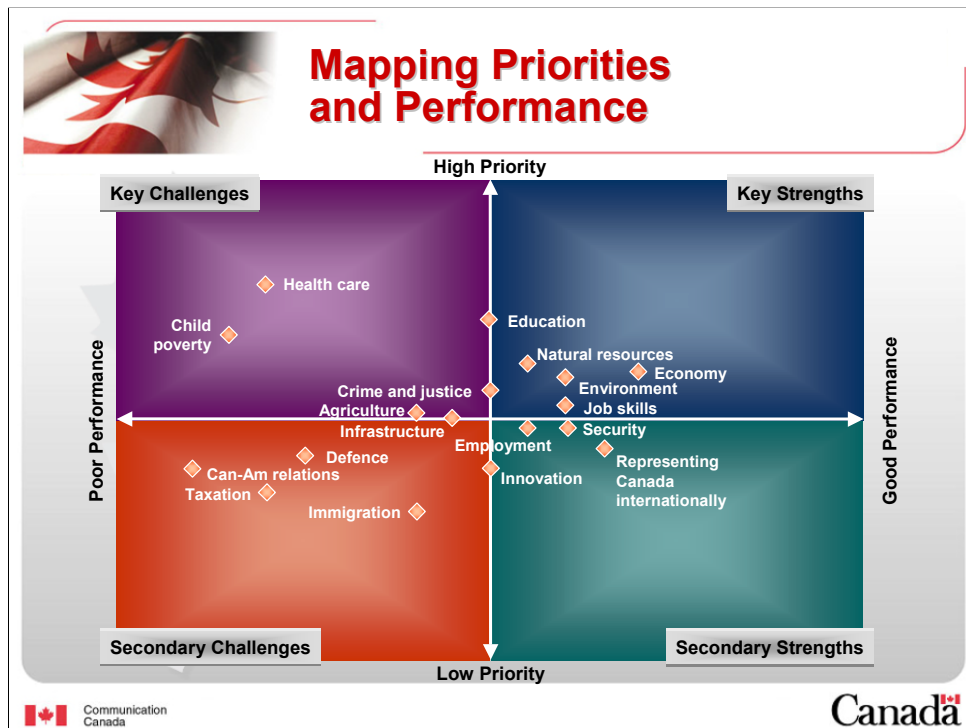 Mapping Priorities
and Performance
High Priority
Key Challenges
Key Strengths
Health care
Child
poverty
Education
Natural resources
Economy
Environment
Crime and justice
Agriculture
Job skills
Infrastructure
Employment
Security
Poor Performance
Good Performance
Defence
Can-Am relations
Innovation
Representing
Canada
internationally
Taxation
Immigration
Secondary Challenges
Secondary Strengths
Low Priority
Communication
Canada
Canada